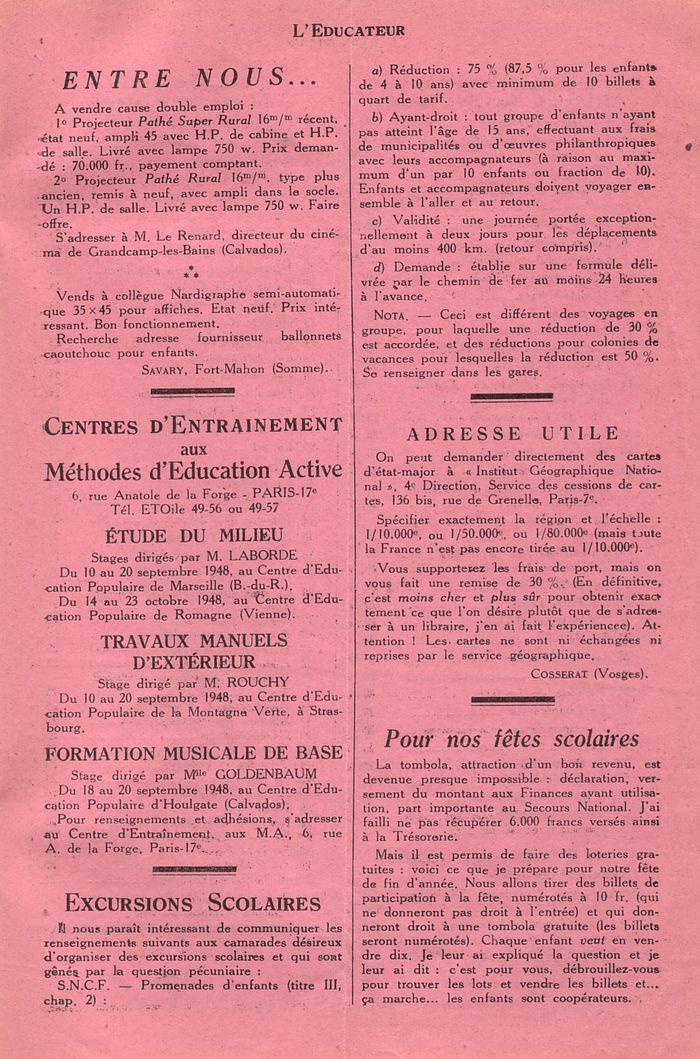 L'EDUCATEUR
ENTRE NOUS...
A vendre cause double emploi :
1o Projecteur Pathé Super Rural 16m/m récent,
état neuf, ampli 45 avec H.P. de cabine et H.P.
de salle. Livré avec lampe 750 w. Prix deman-
dé : 70.000 fr., payement comptant.
2o Projecteur Pathé Rural 16m/m, type plus
ancien, remis à neuf, avec ampli dans le socle.
Un H.P. de salle. Livré avec lampe 750 w. Faire
offre.
S'adresser à M. Le Renard, directeur du ciné-
ma de Grandcamp-les-Bains (Calvados).
***
Vends à collègue Nardigraphe semi-automati-
que 35×45 pour affiches. Etat neuf. Prix inté-
ressant. Bon fonctionnement.
Recherche adresse fournisseur ballonnets
caoutchouc pour enfants.
SAVARY, Fort-Mahon (Somme).
CENTRES D'ENTRAINEMENT
aux
Méthodes d'Education Active
6, rue Anatole de la Forge - PARIS-17e
Tél. ETOile 49-56 ou 49-57
ÉTUDE DU MILIEU
Stages dirigés par M. LABORDE
Du 10 au 20 septembre 1948, au Centre d'Edu-
cation Populaire de Marseille (B.-du-R.),
Du 14 au 23 octobre 1948, au Centre d'Edu-
cation Populaire de Romagne (Vienne).
TRAVAUX MANUELS
D'EXTÉRIEUR
Stage dirigé par M. ROUCHY
Du 10 au 20 septembre 1948, au Centre d'Edu-
cation Populaire de la Montagne Verte, à Stras-
bourg.
FORMATION MUSICALE DE BASE
Stage dirigé par Mlle GOLDENBAUM
Du 18 au 20 septembre 1948, au Centre d'Edu-
cation Populaire d'Houlgate (Calvados).
Pour renseignements et adhésions, s'adresser
au Centre d'Entraînement, aux M.A., 6, rue
A. de la Forge, Paris-17e.
EXCURSIONS SCOLAIRES
Il nous paraît intéressant de communiquer les
renseignements suivants aux camarades désireux
d'organiser des excursions scolaires et qui sont
gênés par la question pécuniaire :
S.N.C.F. — Promenades d'enfants (titre III,
chap. 2) :
a) Réduction : 75 % (87,5 % pour les enfants
de 4 à 10 ans) avec minimum de 10 billets à
quart de tarif.
b) Ayant-droit : tout groupe d'enfants n'ayant
pas atteint l'âge de 15 ans, effectuant aux frais
de municipalités ou d'œuvres philanthropiques
avec leurs accompagnateurs (à raison au maxi-
mum d'un par 10 enfants ou fraction de 10).
Enfants et accompagnateurs doivent voyager en-
semble à l'aller et au retour.
c) Validité : une journée portée exception-
nellement à deux jours pour les déplacements
d'au moins 400 km. (retour compris).
d) Demande : établie sur une formule déli-
vrée par le chemin de fer au moins 24 heures
à l'avance.
NOTA. — Ceci est différent des voyages en
groupe, pour laquelle une réduction de 30 %
est accordée, et des réductions pour colonies de
vacances pour lesquelles la réduction est 50 %.
Se renseigner dans les gares.
ADRESSE UTILE
On peut demander directement des cartes
d'état-major à « Institut Géographique Natio-
nal », 4e Direction, Service des cessions de car-
tes, 136 bis, rue de Grenelle, Paris-7e.
Spécifier exactement la région et l'échelle :
1/10.000e, ou 1/50.000e, ou 1/80.000e (mais toute
la France n'est pas encore tirée au 1/10.000e).
Vous supporterez les frais de port, mais on
vous fait une remise de 30 %. (En définitive,
c'est moins cher et plus sûr pour obtenir exac-
tement ce que l'on désire plutôt que de s'adres-
ser à un libraire, j'en ai fait l'expériencee). At-
tention ! Les cartes ne sont ni échangées ni
reprises par le service géographique.
COSSERAT (Vosges).
Pour nos fêtes scolaires
La tombola, attraction d'un bon revenu, est
devenue presque impossible : déclaration, ver-
sement du montant aux Finances ayant utilisa-
tion, part importante au Secours National. J'ai
failli ne pas récupérer 6.000 francs versés ainsi
à la Trésorerie.
Mais il est permis de faire des loteries gra-
tuites : voici ce que je prépare pour notre fête
de fin d'année. Nous allons tirer des billets de
participation à la fête, numérotés à 10 fr. (qui
ne donneront pas droit à l'entrée) et qui don-
neront droit à une tombola gratuite (les billets
seront numérotés). Chaque enfant veut en ven-
dre dix. Je leur ai expliqué la question et je
leur ai dit : c'est pour vous, débrouillez-vous
pour trouver les lots et vendre les billets et...
ça marche... les enfants sont coopérateurs.